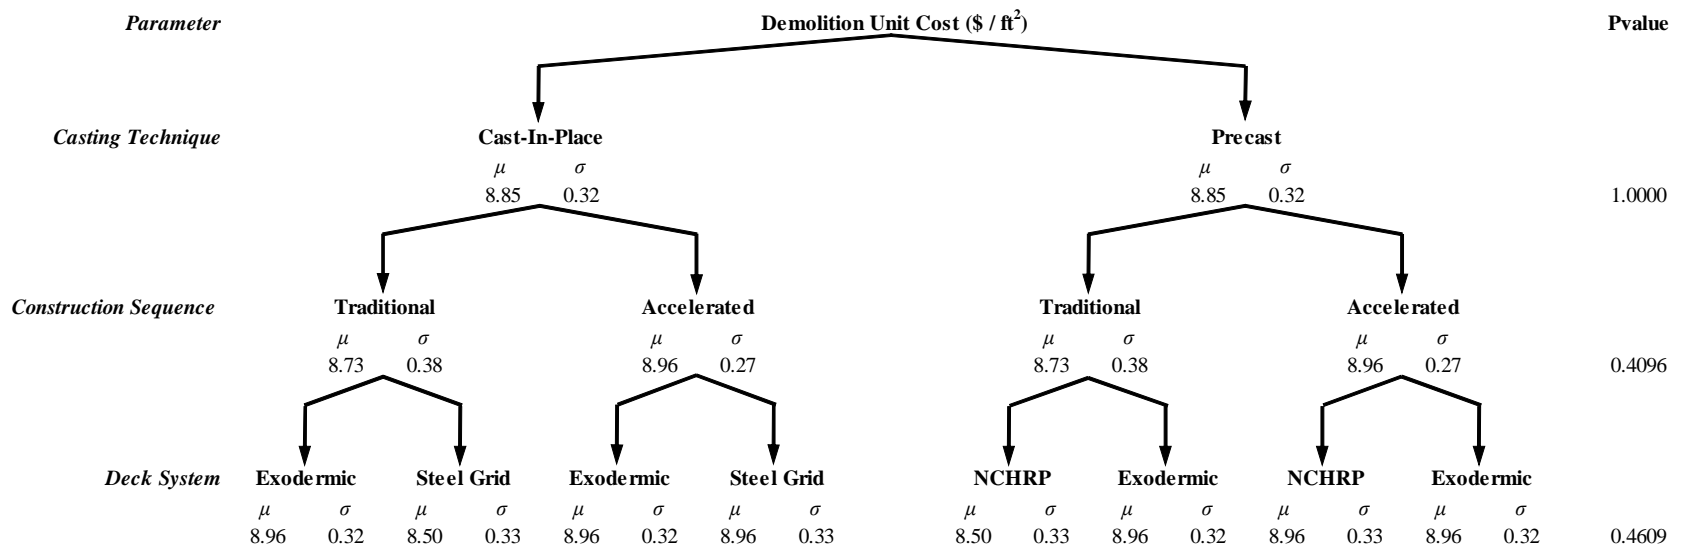 Parameter Demolition Unit Cost ($ / ft²) Pvalue
Casting Technique Cast-In-Place Precast
μ σ μ σ
8.85 0.32 8.85 0.32 1.0000
Construction Sequence Traditional Accelerated Traditional Accelerated
μ σ μ σ μ σ μ σ
8.73 0.38 8.96 0.27 8.73 0.38 8.96 0.27 0.4096
Deck System Exodermic Steel Grid Exodermic Steel Grid NCHRP Exodermic NCHRP Exodermic
μ σ μ σ μ σ μ σ μ σ μ σ μ σ μ σ
8.96 0.32 8.50 0.33 8.96 0.32 8.96 0.33 8.50 0.33 8.96 0.32 8.96 0.33 8.96 0.32 0.4609